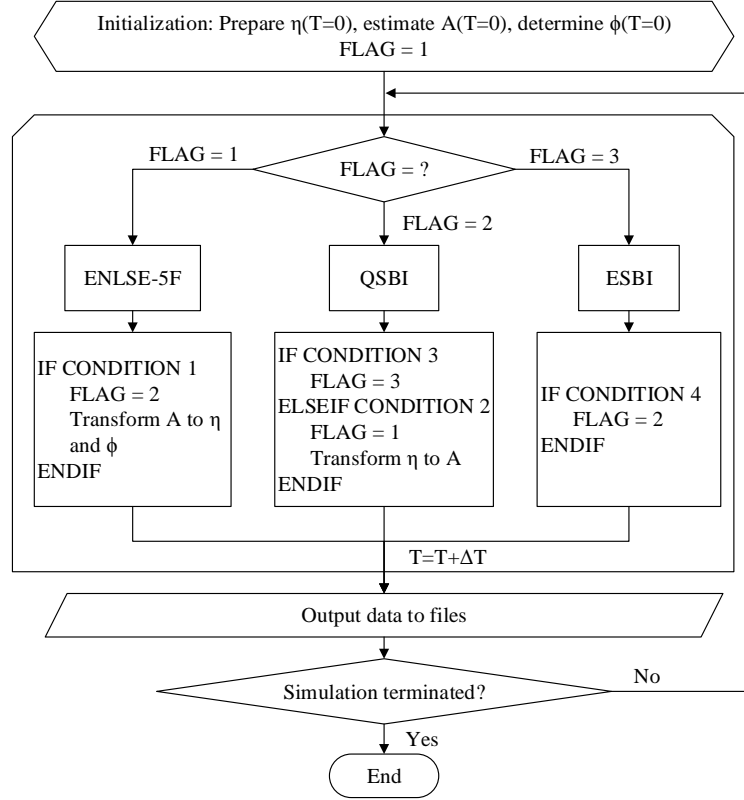 Initialization: Prepare η(T=0), estimate A(T=0), determine ϕ(T=0)
FLAG = 1
FLAG = ?
FLAG = 1
FLAG = 3
FLAG = 2
ENLSE-5F
QSBI
ESBI
IF CONDITION 1
FLAG = 2
Transform A to η
and ϕ
ENDIF
IF CONDITION 3
FLAG = 3
ELSEIF CONDITION 2
FLAG = 1
Transform η to A
ENDIF
IF CONDITION 4
FLAG = 2
ENDIF
T=T+ΔT
Output data to files
Simulation terminated?
No
Yes
End